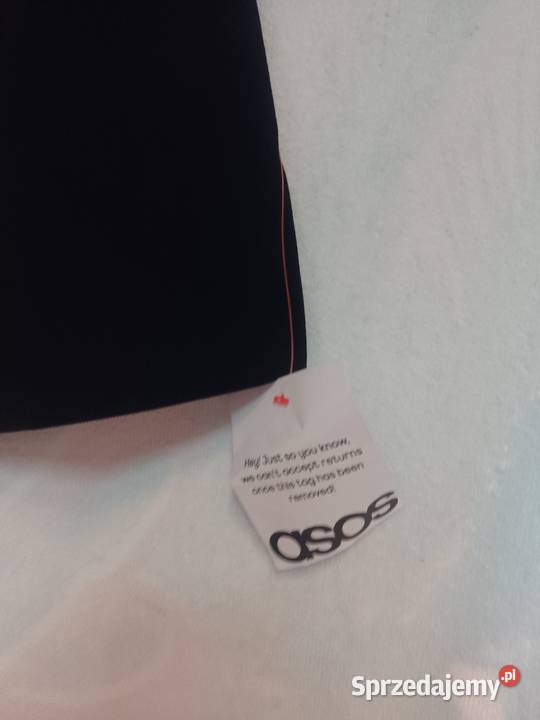 Hey! Just so you know,
we can't accept returns
once this tag has been
removed!
asos
Sprzedajemy.pl